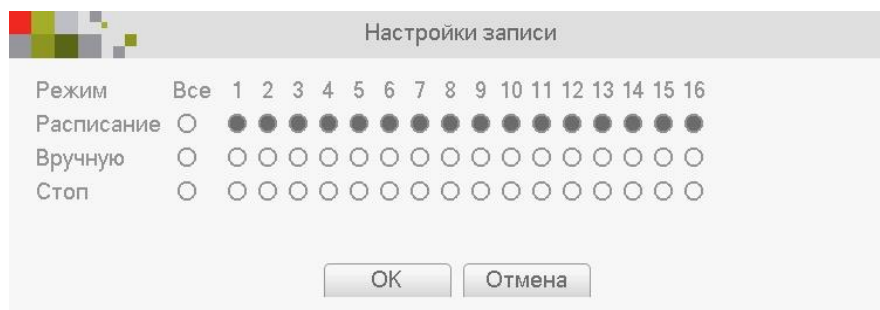 Настройки записи
Режим Все 1 2 3 4 5 6 7 8 9 10 11 12 13 14 15 16
Расписание
Вручную
Стоп
OK Отмена